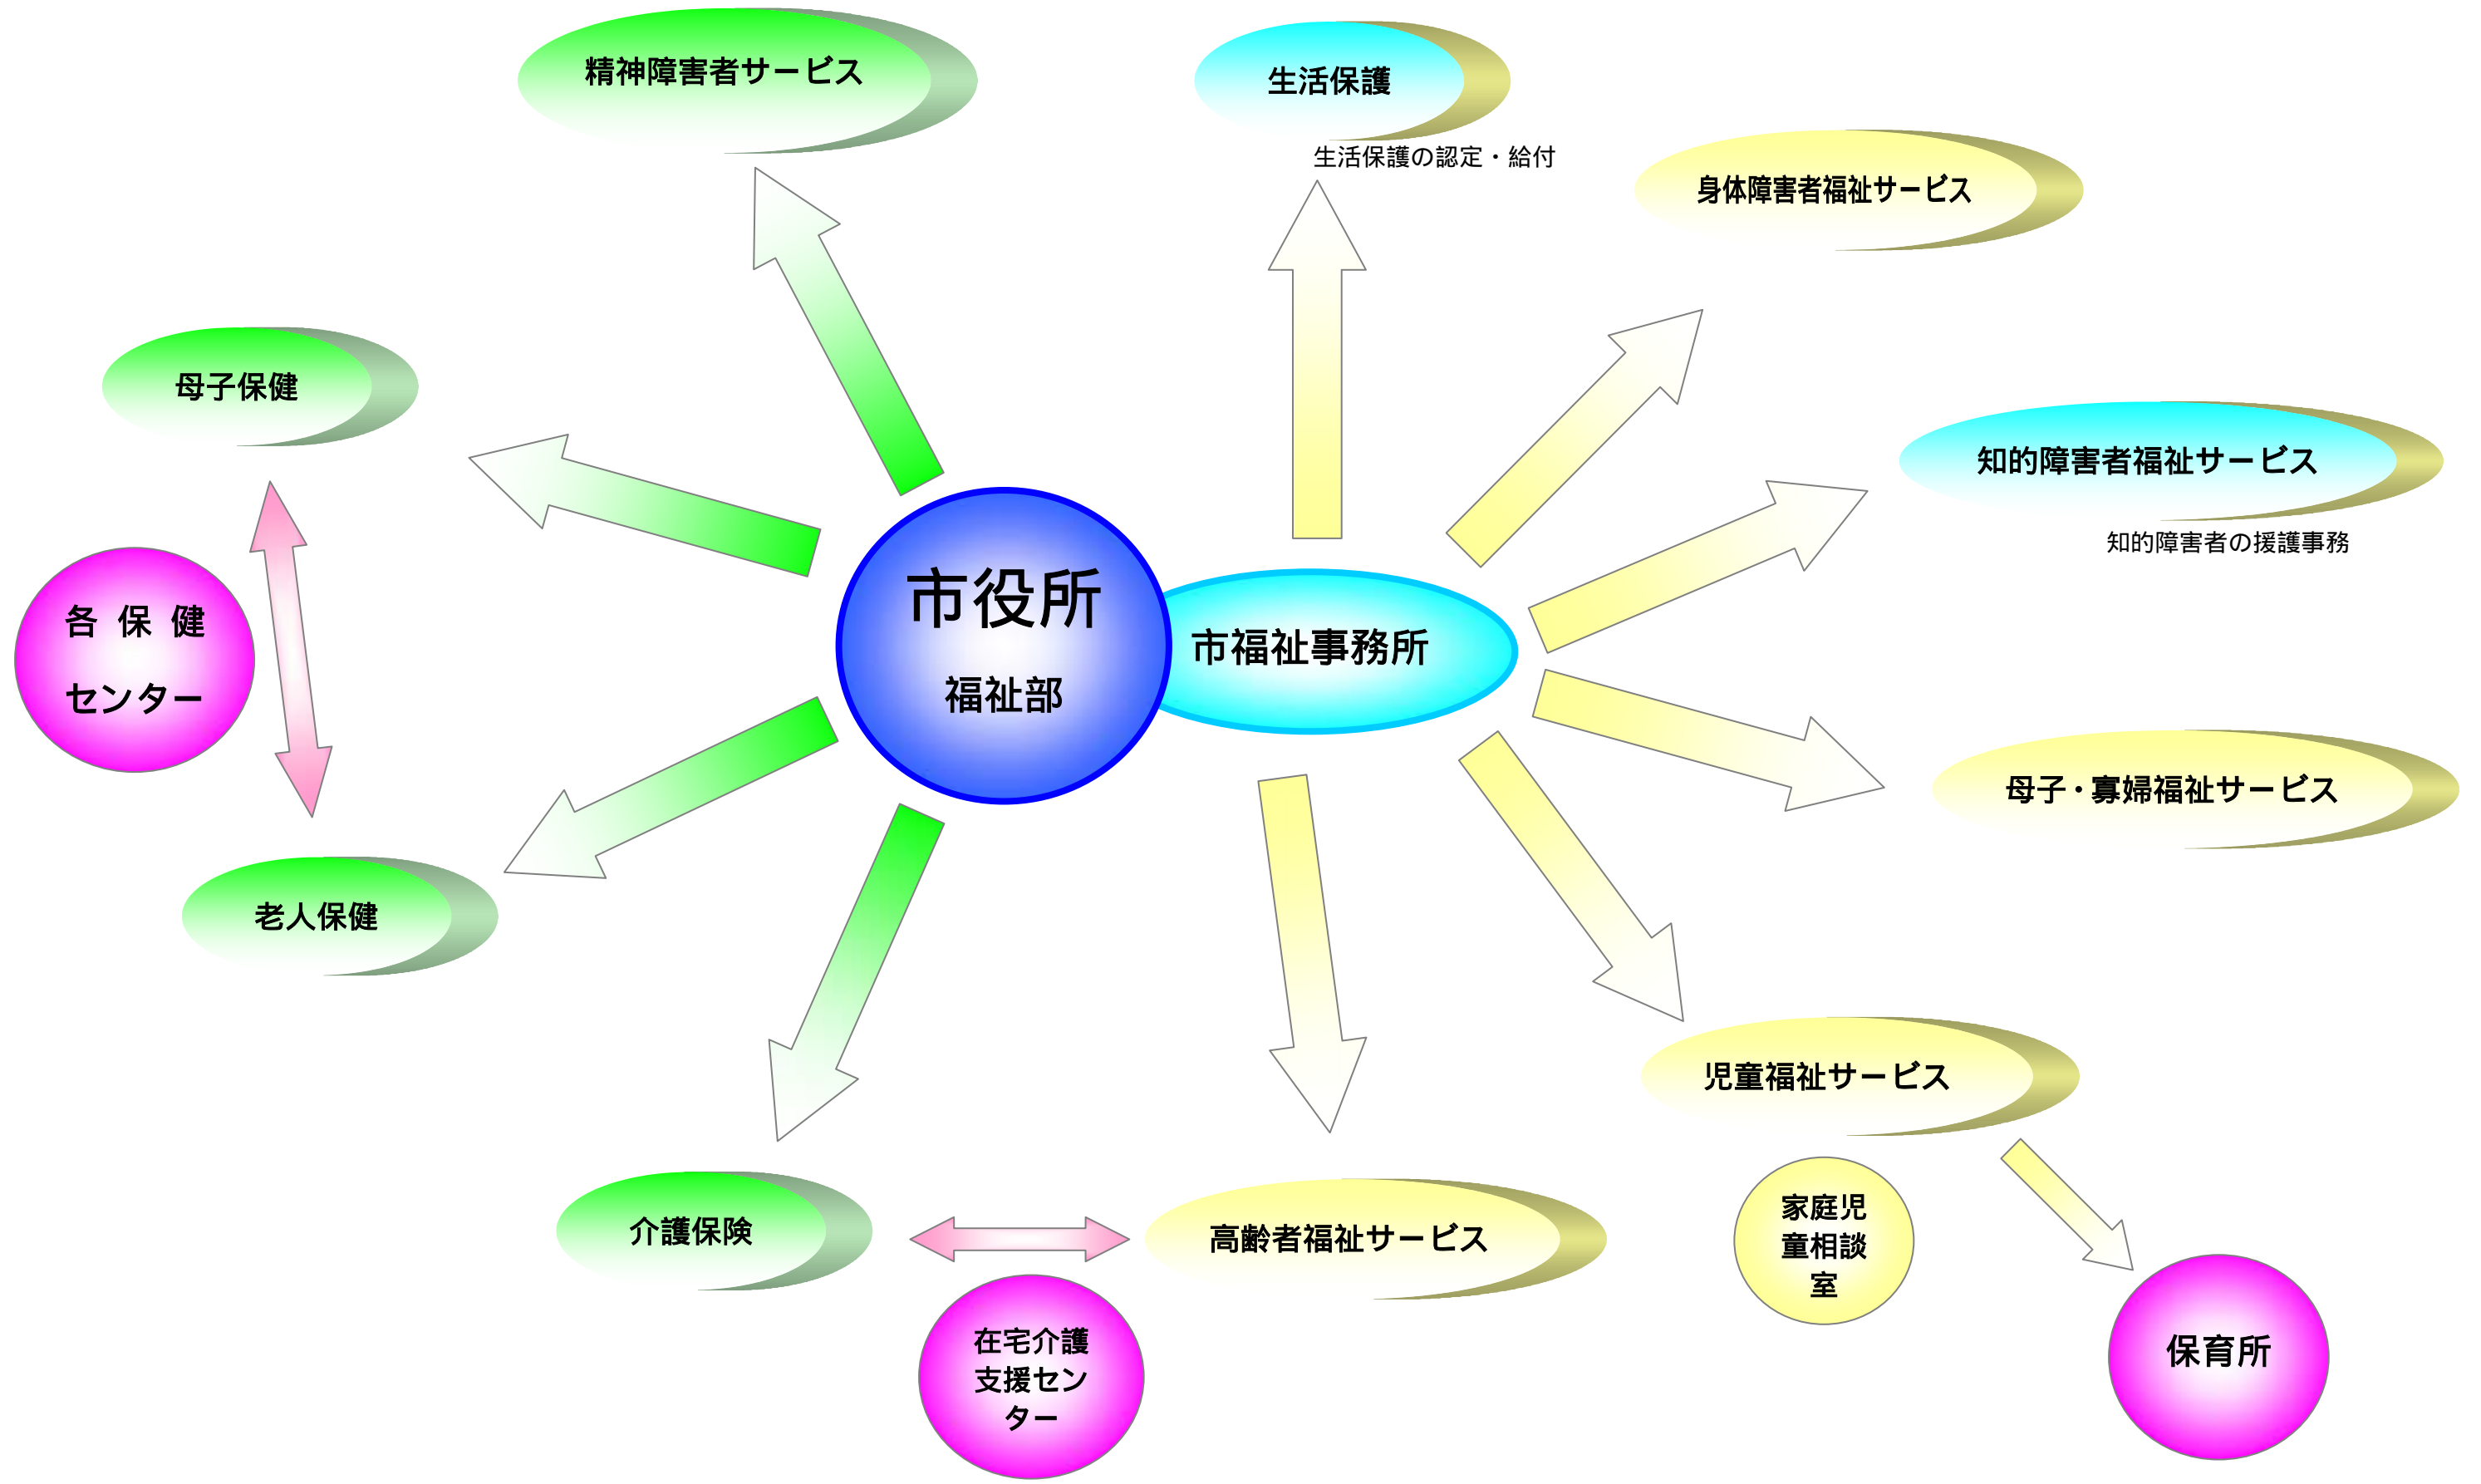 精神障害者サービス
生活保護
生活保護の認定・給付
身体障害者福祉サービス
母子保健
知的障害者福祉サービス
知的障害者の援護事務
各 保 健
センター
市役所
福祉部
市福祉事務所
母子・寡婦福祉サービス
老人保健
児童福祉サービス
介護保険
高齢者福祉サービス
家庭児
童相談
室
在宅介護
支援セン
ター
保育所